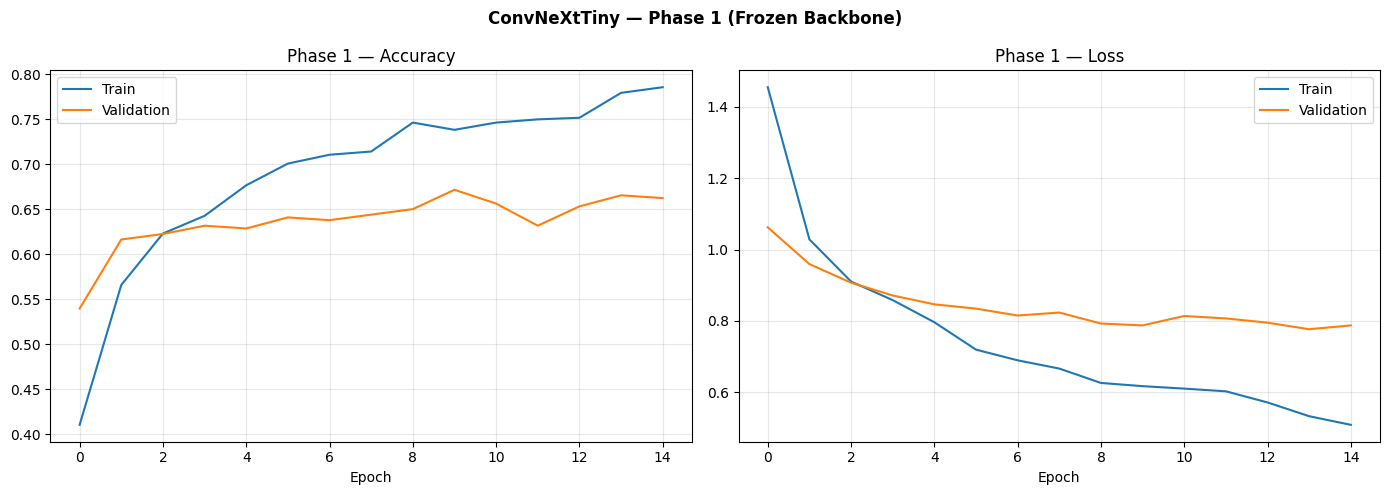 ConvNeXtTiny — Phase 1 (Frozen Backbone)
Phase 1 — Accuracy
Train
Validation
0.80
0.75
0.70
0.65
0.60
0.55
0.50
0.45
0.40
0 2 4 6 8 10 12 14
Epoch
Phase 1 — Loss
Train
Validation
1.4
1.2
1.0
0.8
0.6
0 2 4 6 8 10 12 14
Epoch